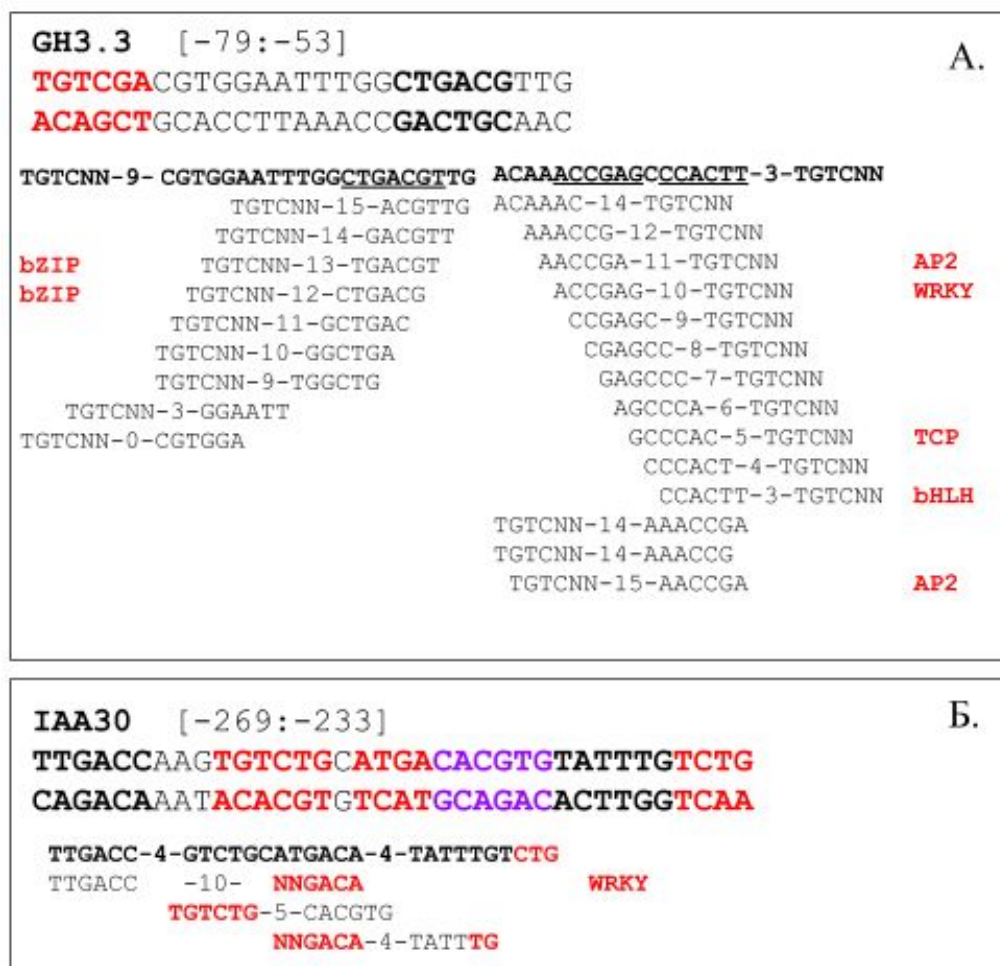 GH3.3 [-79:-53]
А.
TGTCGACGTGGAATTTGGCTGACGTTG
ACAGCTGCACCTTAAACCGACTGCAAC
TGTCNN-9- CGTGGAATTTGGCTGACGTTG ACAAACCGAGCCCACTT-3-TGTCNN
TGTCNN-15-ACGTTG ACAAAC-14-TGTCNN
TGTCNN-14-GACGTT AAACCG-12-TGTCNN
bZIP TGTCNN-13-TGACGT AACCGA-11-TGTCNN AP2
bZIP TGTCNN-12-CTGACG ACCGAG-10-TGTCNN WRKY
TGTCNN-11-GCTGAC CCGAGC-9-TGTCNN
TGTCNN-10-GGCTGA CGAGCC-8-TGTCNN
TGTCNN-9-TGGCTG GAGCCC-7-TGTCNN
TGTCNN-3-GGAATT AGCCCA-6-TGTCNN
TGTCNN-0-CGTGGA GCCCAC-5-TGTCNN TCP
CCCACT-4-TGTCNN
CCACTT-3-TGTCNN bHLH
TGTCNN-14-AAACCGA
TGTCNN-14-AAACCG
TGTCNN-15-AACCGA AP2
IAA30 [-269:-233]
Б.
TTGACCAAGTGTCTGCATGACACGTGTATTTGTCTG
CAGACAAATACACGTGTCATGCAGACACTTGGTCAA
TTGACC-4-GTCTGCATGACA-4-TATTTGTCTG
TTGACC -10- NNGACA WRKY
TGTCTG-5-CACGTG
NNGACA-4-TATTTG